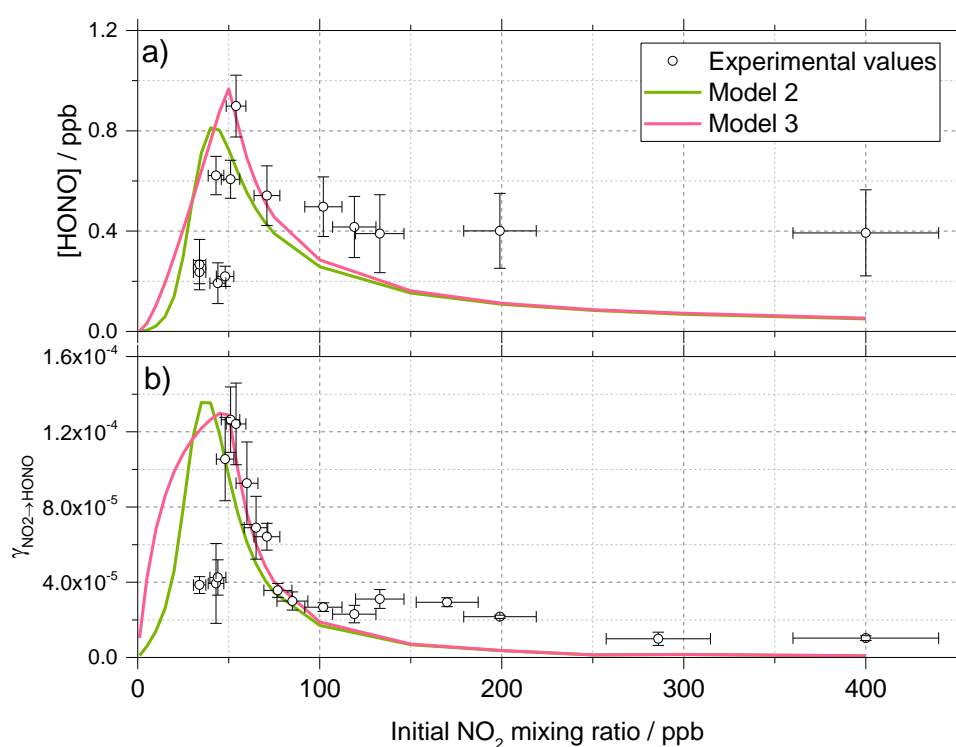 a)
1.2
0.8
0.4
0.0
[HONO] / ppb
Experimental values
Model 2
Model 3
b)
1.6x10⁻⁴
1.2x10⁻⁴
8.0x10⁻⁵
4.0x10⁻⁵
0.0
γNO2→HONO
0 100 200 300 400
Initial NO₂ mixing ratio / ppb